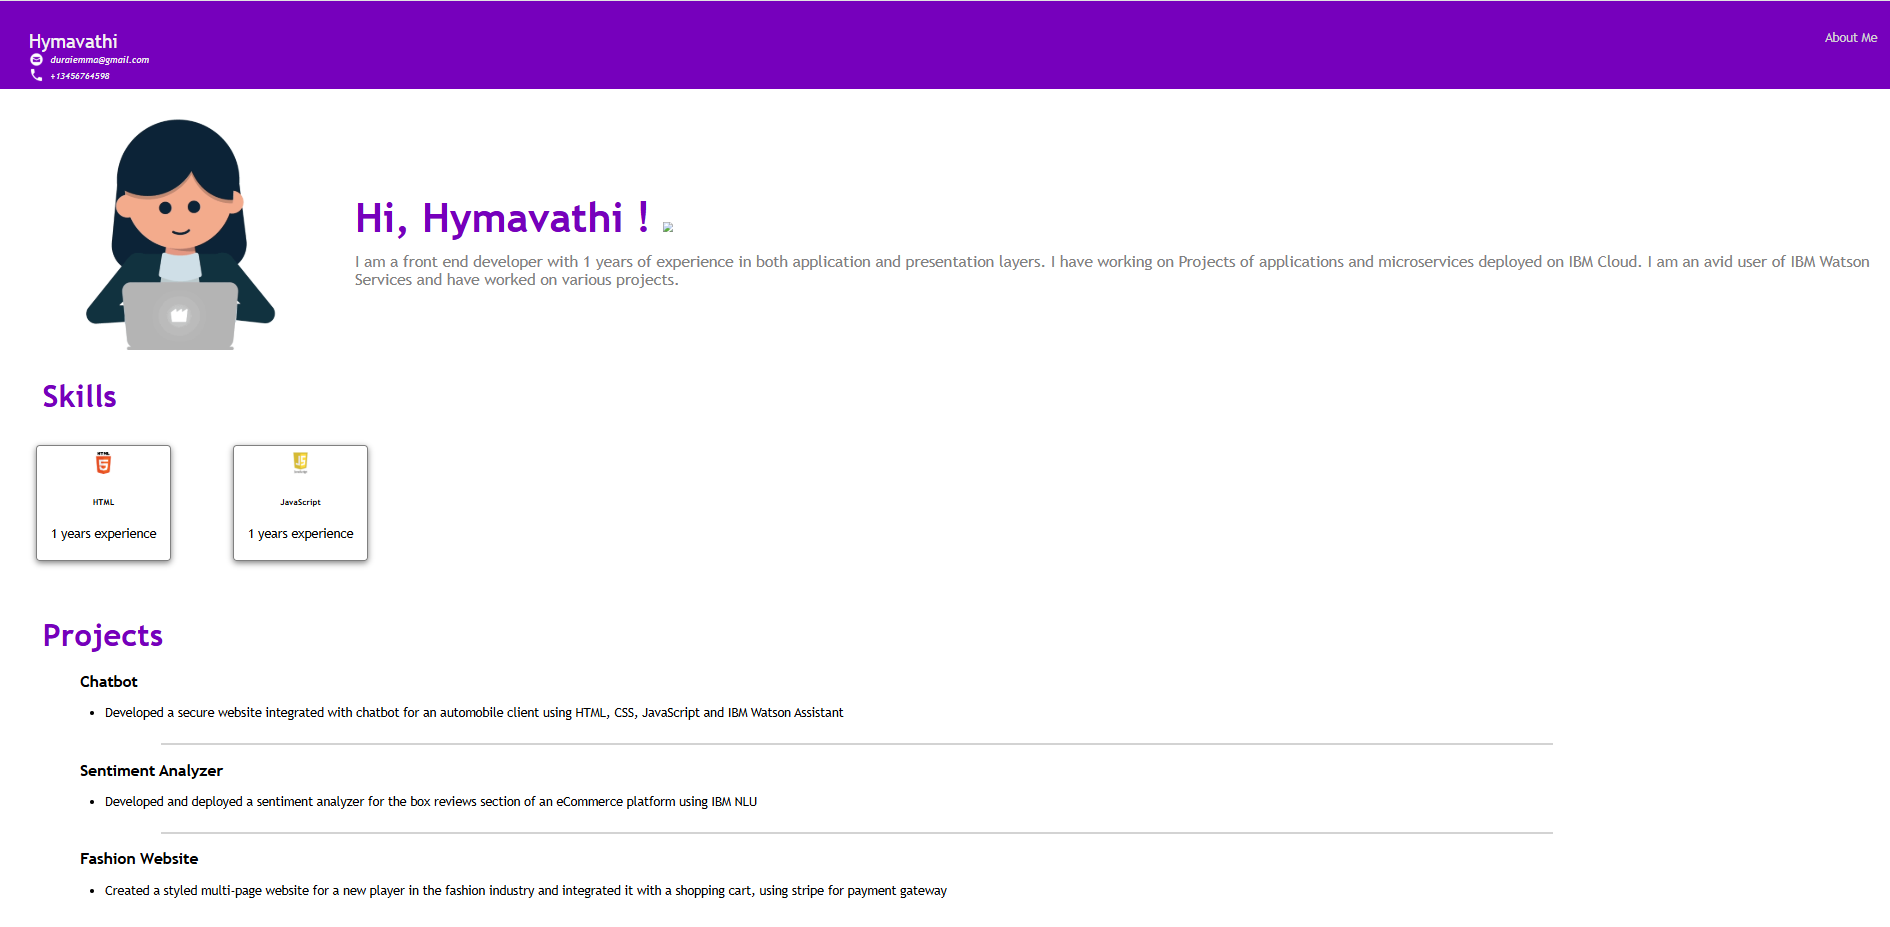 Hymavathi
duraiemma@gmail.com
+13456764598
About Me
Hi, Hymavathi !
I am a front end developer with 1 years of experience in both application and presentation layers. I have working on Projects of applications and microservices deployed on IBM Cloud. I am an avid user of IBM Watson
Services and have worked on various projects.
Skills
HTML
5
HTML
1 years experience
JS
JavaScript
JavaScript
1 years experience
Projects
Chatbot
• Developed a secure website integrated with chatbot for an automobile client using HTML, CSS, JavaScript and IBM Watson Assistant
Sentiment Analyzer
• Developed and deployed a sentiment analyzer for the box reviews section of an eCommerce platform using IBM NLU
Fashion Website
• Created a styled multi-page website for a new player in the fashion industry and integrated it with a shopping cart, using stripe for payment gateway